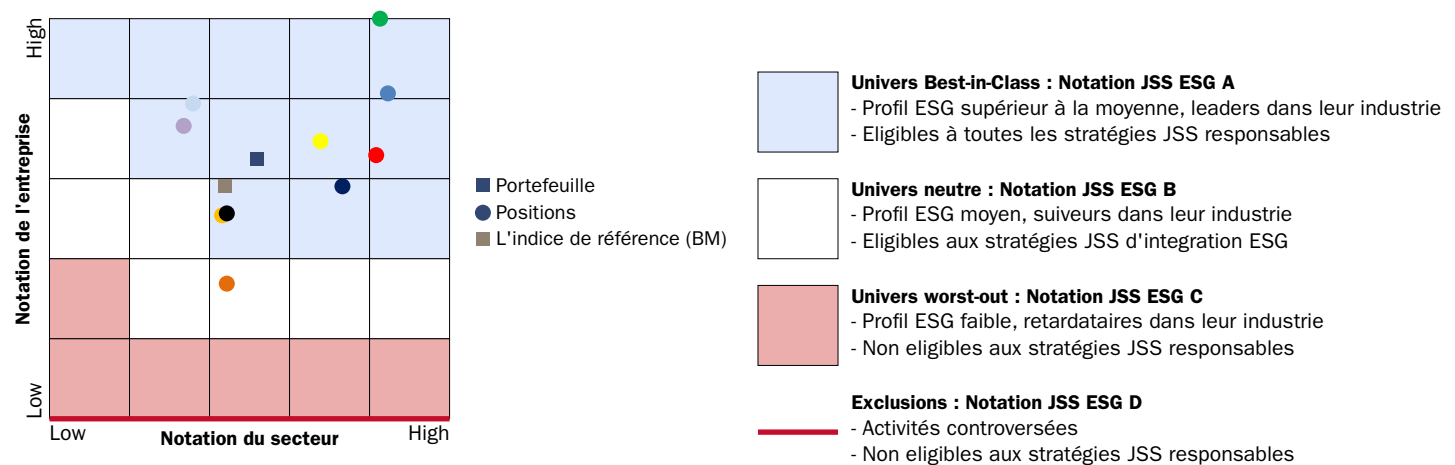 High
Notation de l'entreprise
Low
Low
Notation du secteur
High
Portefeuille
Positions
L'indice de référence (BM)
Univers Best-in-Class : Notation JSS ESG A
- Profil ESG supérieur à la moyenne, leaders dans leur industrie
- Eligibles à toutes les stratégies JSS responsables
Univers neutre : Notation JSS ESG B
- Profil ESG moyen, suiveurs dans leur industrie
- Eligibles aux stratégies JSS d'integration ESG
Univers worst-out : Notation JSS ESG C
- Profil ESG faible, retardataires dans leur industrie
- Non eligibles aux stratégies JSS responsables
Exclusions : Notation JSS ESG D
- Activités controversées
- Non eligibles aux stratégies JSS responsables